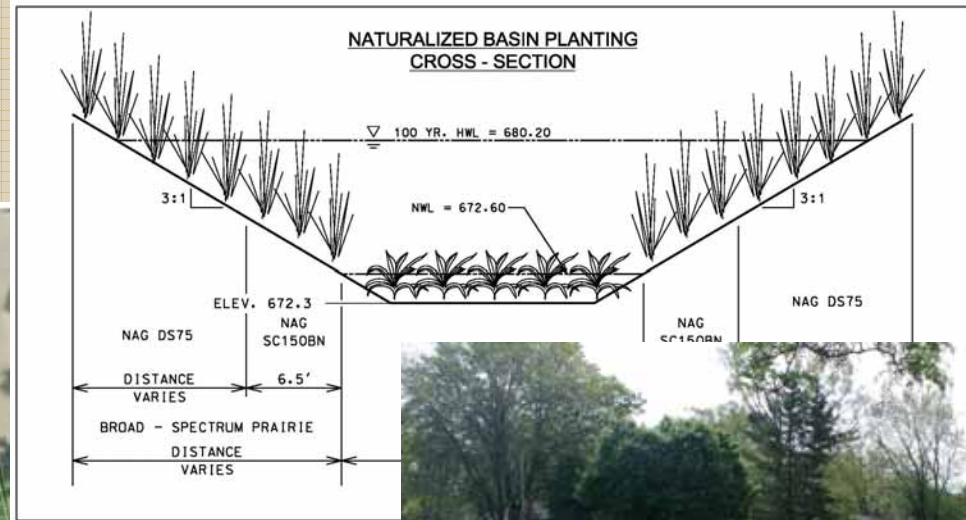 NATURALIZED BASIN PLANTING
CROSS - SECTION
100 YR. HWL = 680.20
3:1
3:1
NWL = 672.60
ELEV. 672.3
NAG DS75
NAG
SC150BN
NAG
SC150BN
NAG DS75
DISTANCE
VARIES
6.5'
BROAD - SPECTRUM PRAIRIE
DISTANCE
VARIES